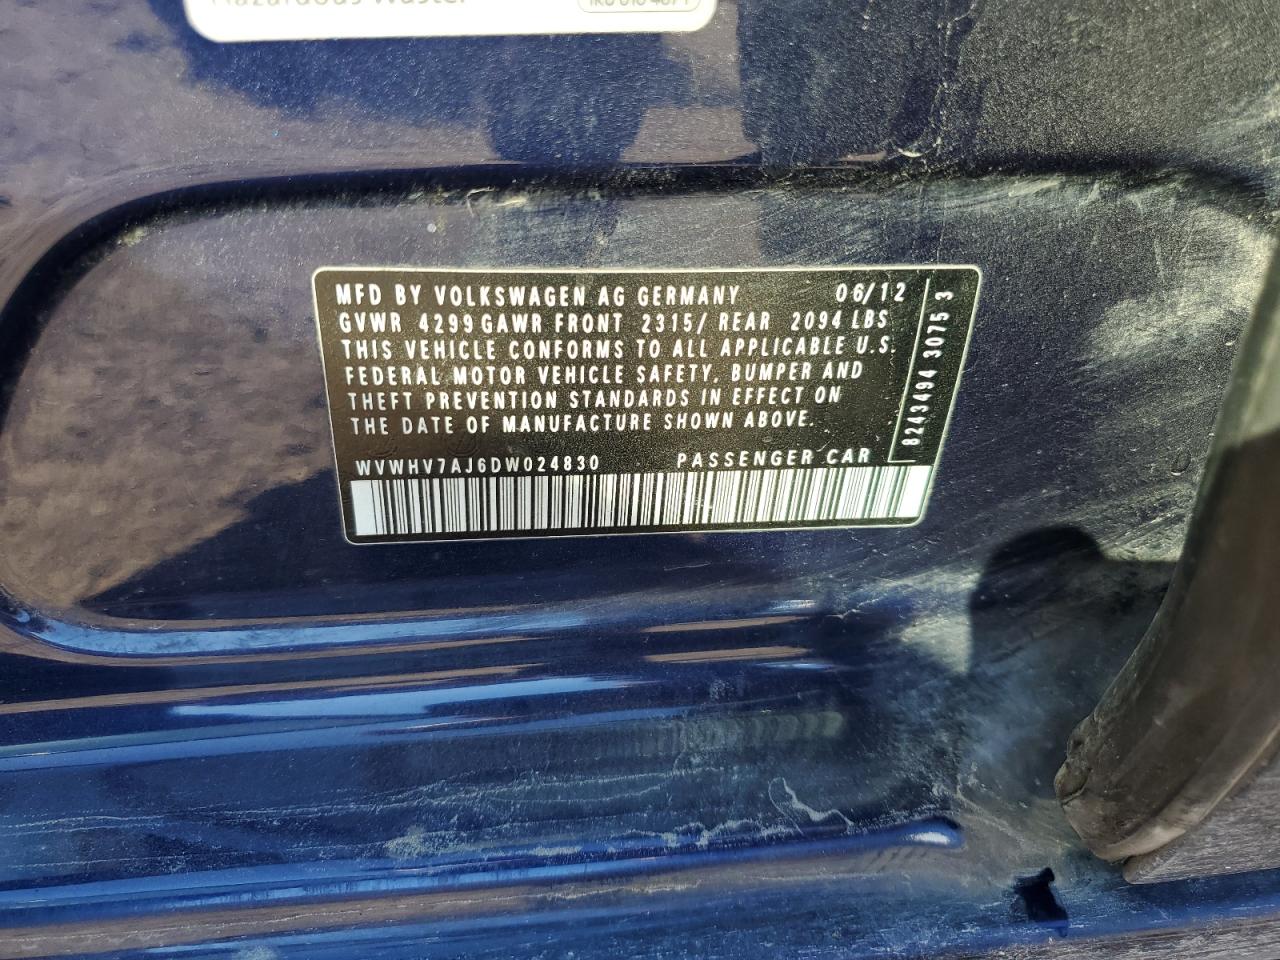 Hazardous Waste.
MFD BY VOLKSWAGEN AG GERMANY 06/12
GVWR 4299 GAWR FRONT 2315/ REAR 2094 LBS
THIS VEHICLE CONFORMS TO ALL APPLICABLE U.S.
FEDERAL MOTOR VEHICLE SAFETY, BUMPER AND
THEFT PREVENTION STANDARDS IN EFFECT ON
THE DATE OF MANUFACTURE SHOWN ABOVE.
WVWHV7AJ6DW024830 PASSENGER CAR
8243494 3075 3